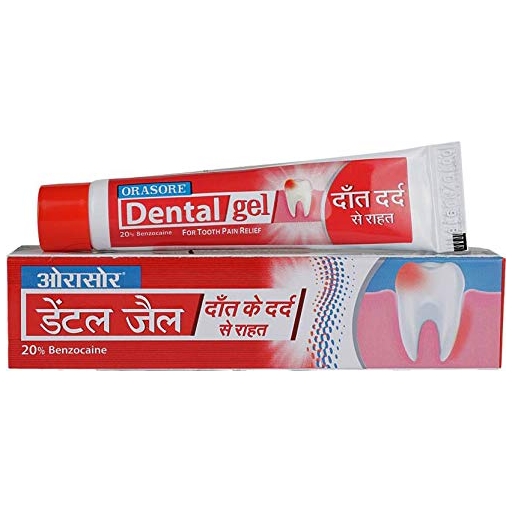 ORASORE
Dental gel
20% Benzocaine
FOR TOOTH PAIN RELIEF
दाँत दर्द
से राहत
ओरासोर®
डेंटल जैल
20% Benzocaine
दाँत के दर्द
से राहत